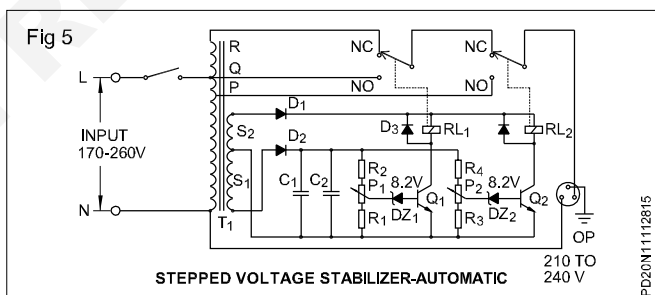 Fig 5
R
Q
P
NC
NC
L
NO
NO
INPUT
170-260V
D1
D2
D3
RL1
RL2
S2
S1
N
T1
C1
C2
R2
P1
R1
8.2V
DZ1
Q1
R4
P2
R3
8.2V
DZ2
Q2
OP
210 TO
240 V
STEPPED VOLTAGE STABILIZER-AUTOMATIC
PD20N11112815